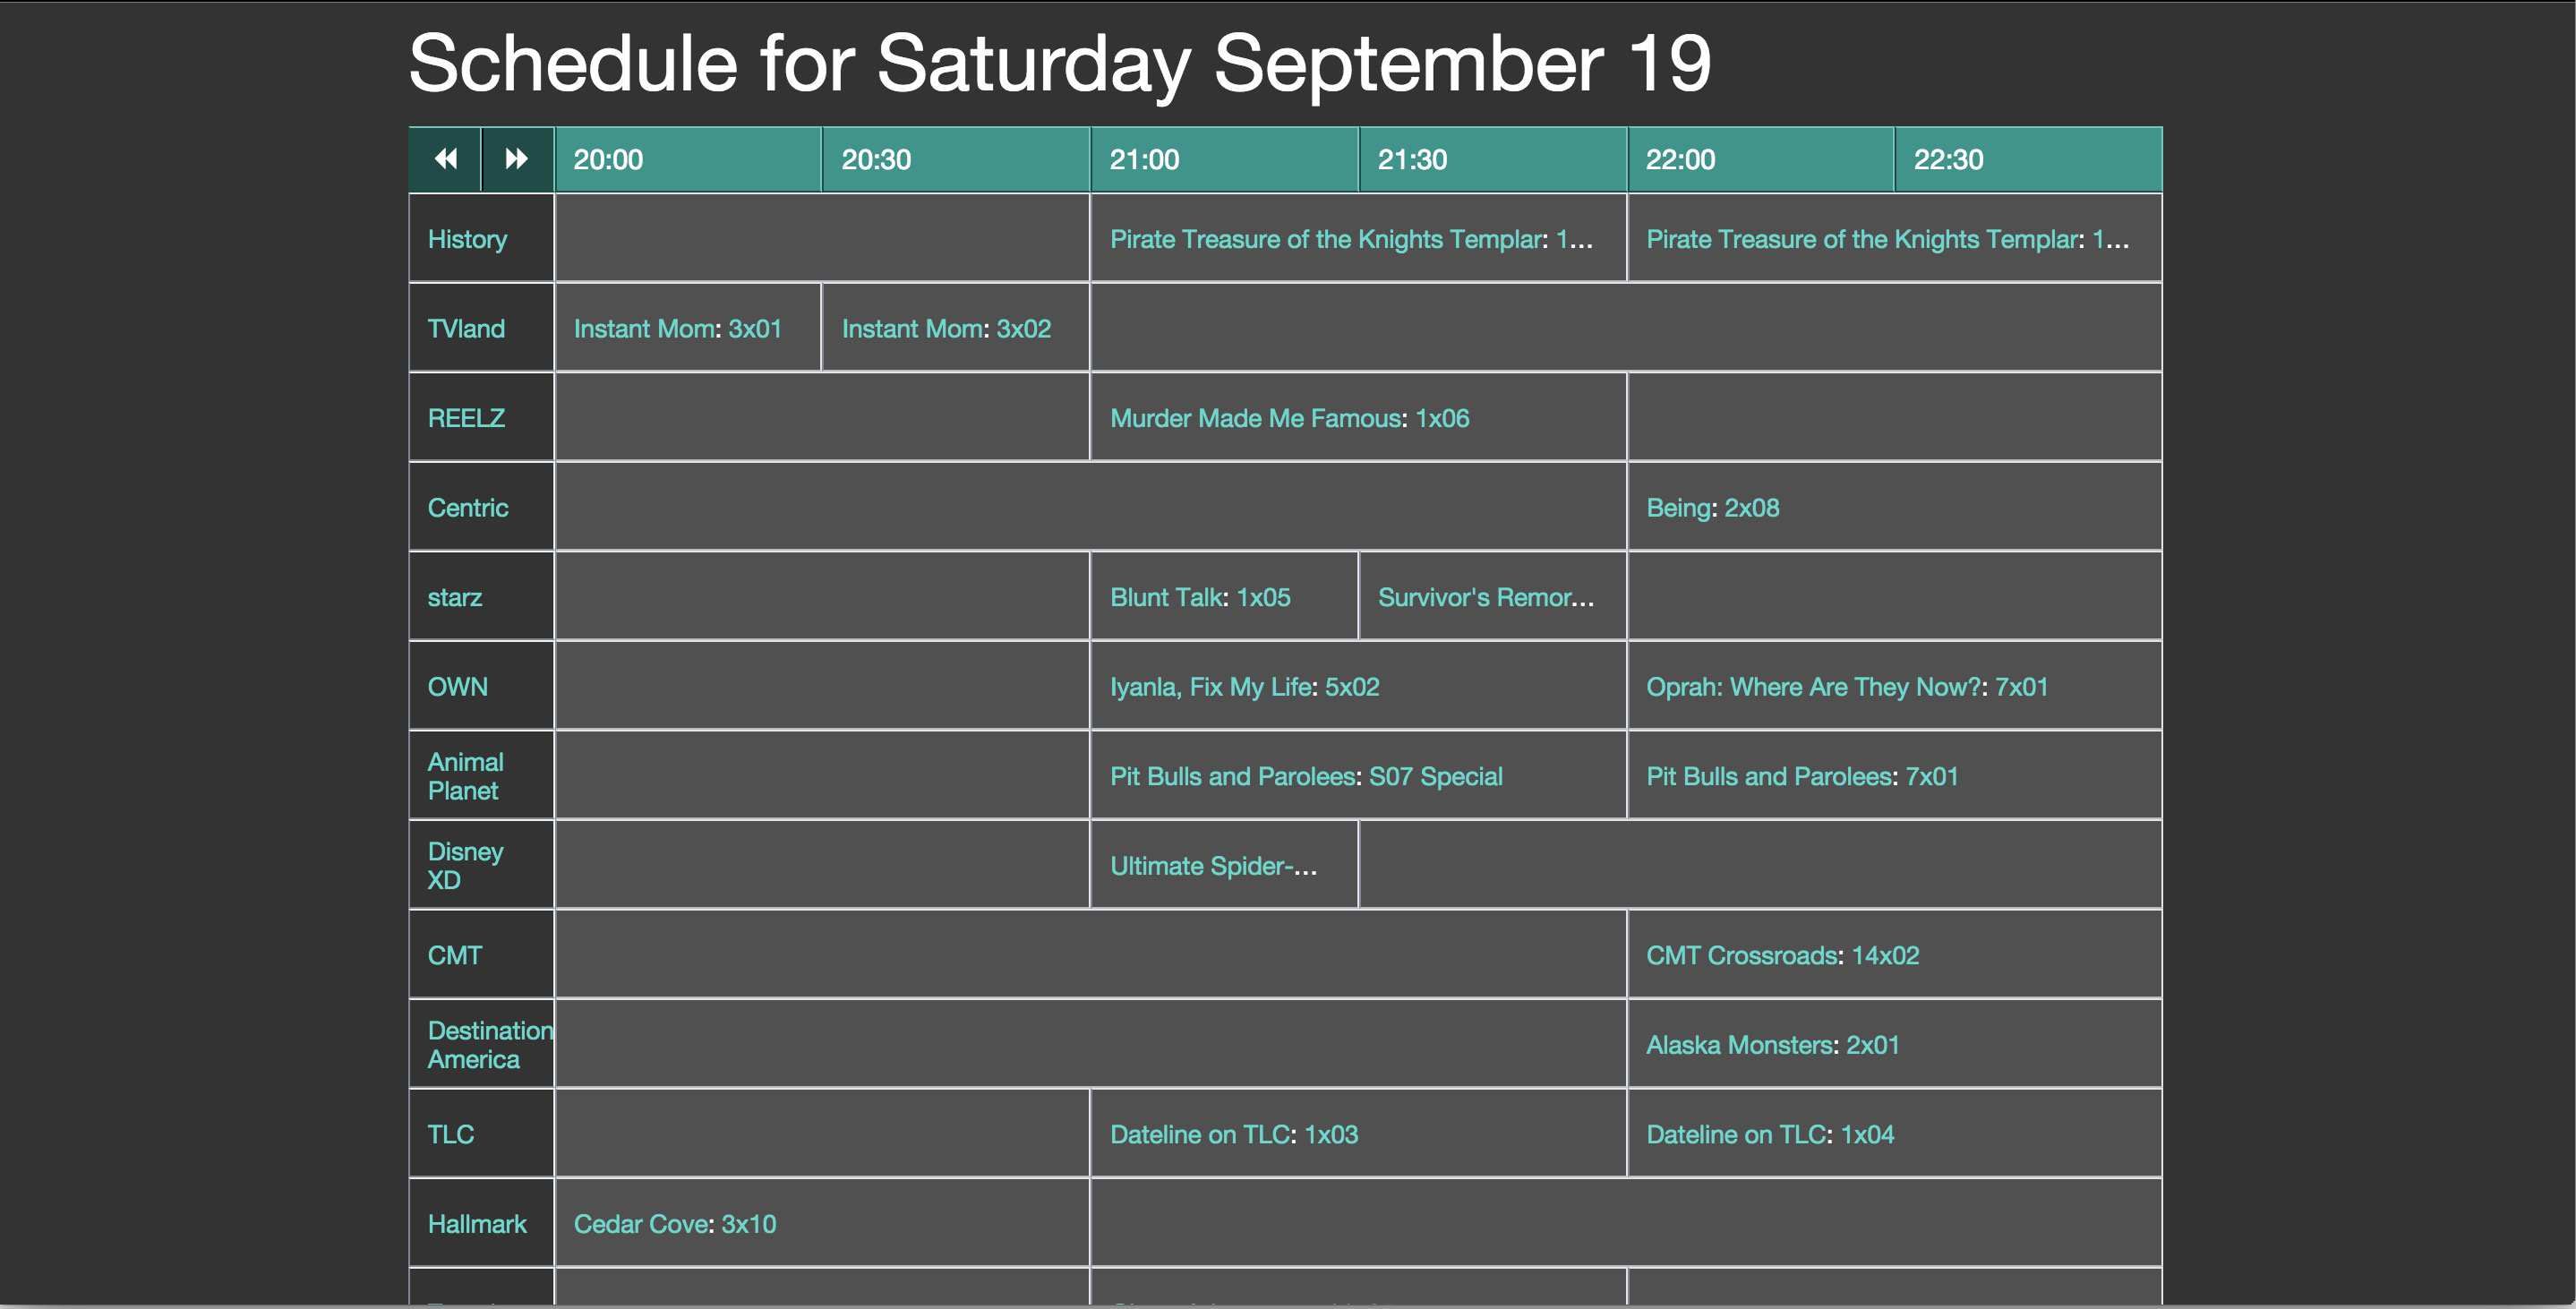 Schedule for Saturday September 19
20:00 20:30 21:00 21:30 22:00 22:30
History Pirate Treasure of the Knights Templar: 1... Pirate Treasure of the Knights Templar: 1...
TVland Instant Mom: 3x01 Instant Mom: 3x02
REELZ Murder Made Me Famous: 1x06
Centric Being: 2x08
starz Blunt Talk: 1x05 Survivor's Remor...
OWN Iyanla, Fix My Life: 5x02 Oprah: Where Are They Now?: 7x01
Animal
Planet Pit Bulls and Parolees: S07 Special Pit Bulls and Parolees: 7x01
Disney
XD Ultimate Spider-...
CMT CMT Crossroads: 14x02
Destination
America Alaska Monsters: 2x01
TLC Dateline on TLC: 1x03 Dateline on TLC: 1x04
Hallmark Cedar Cove: 3x10